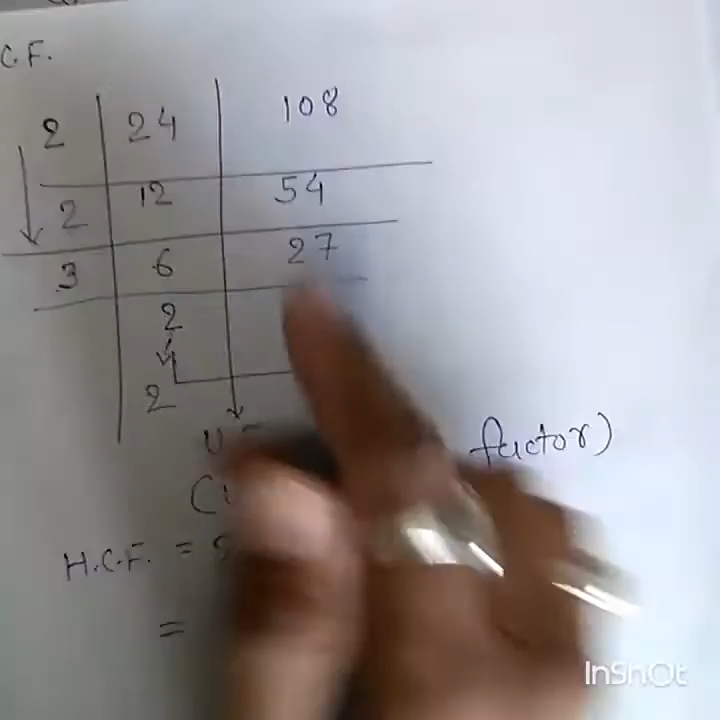 C.F.
2 24 108
2 12 54
3 6 27
2
2
factor)
H.C.F. =
=
InShOt